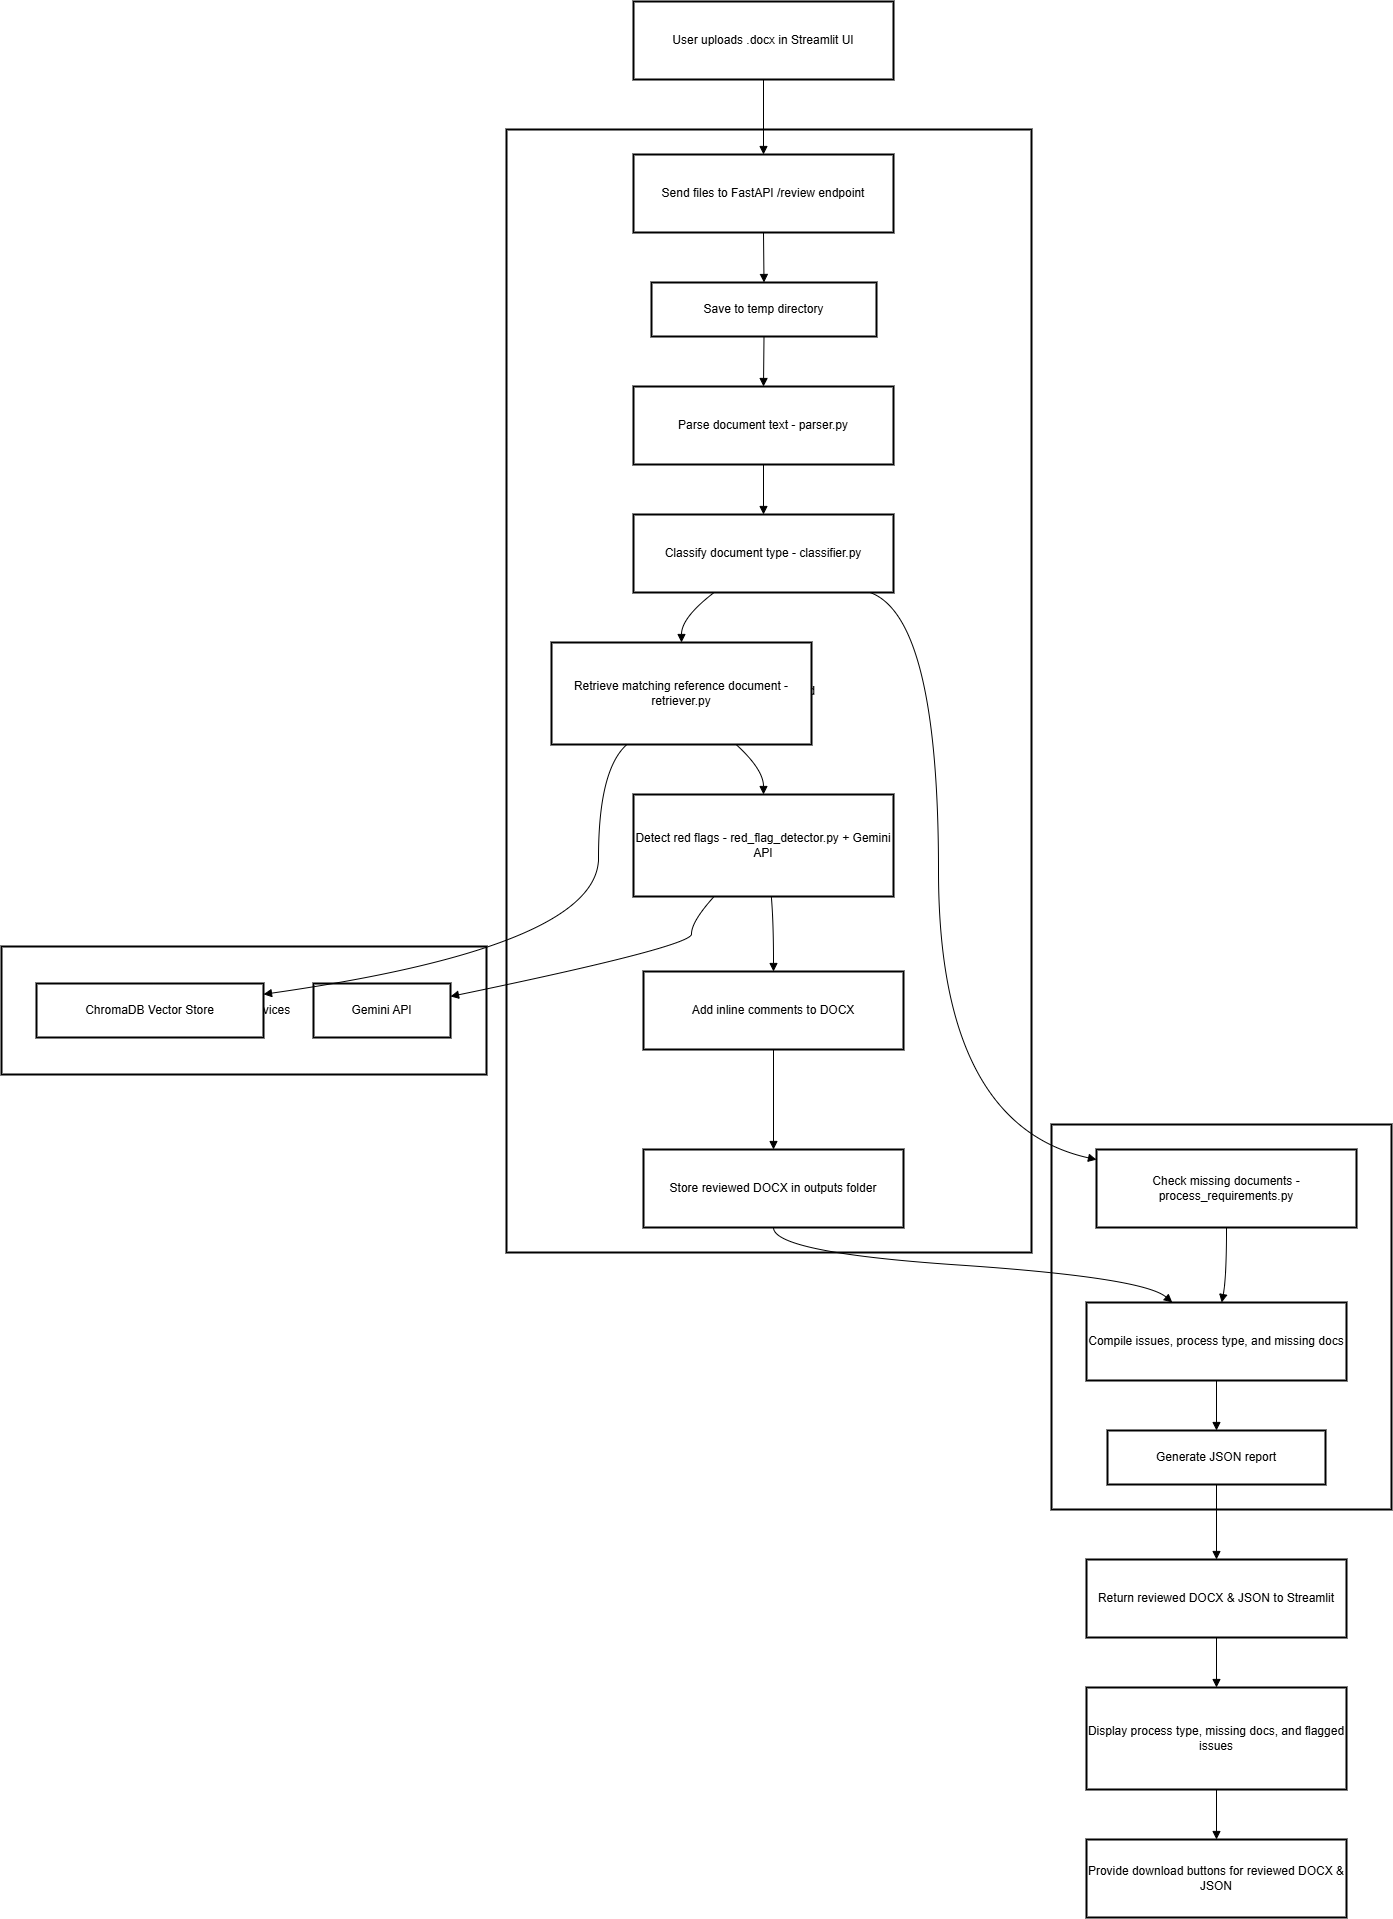 User uploads .docx in Streamlit UI
Send files to FastAPI /review endpoint
Save to temp directory
Parse document text - parser.py
Classify document type - classifier.py
Retrieve matching reference document -
retriever.py
Detect red flags - red_flag_detector.py + Gemini
API
ChromaDB Vector Store
vices
Gemini API
Add inline comments to DOCX
Store reviewed DOCX in outputs folder
Check missing documents -
process_requirements.py
Compile issues, process type, and missing docs
Generate JSON report
Return reviewed DOCX & JSON to Streamlit
Display process type, missing docs, and flagged
issues
Provide download buttons for reviewed DOCX &
JSON